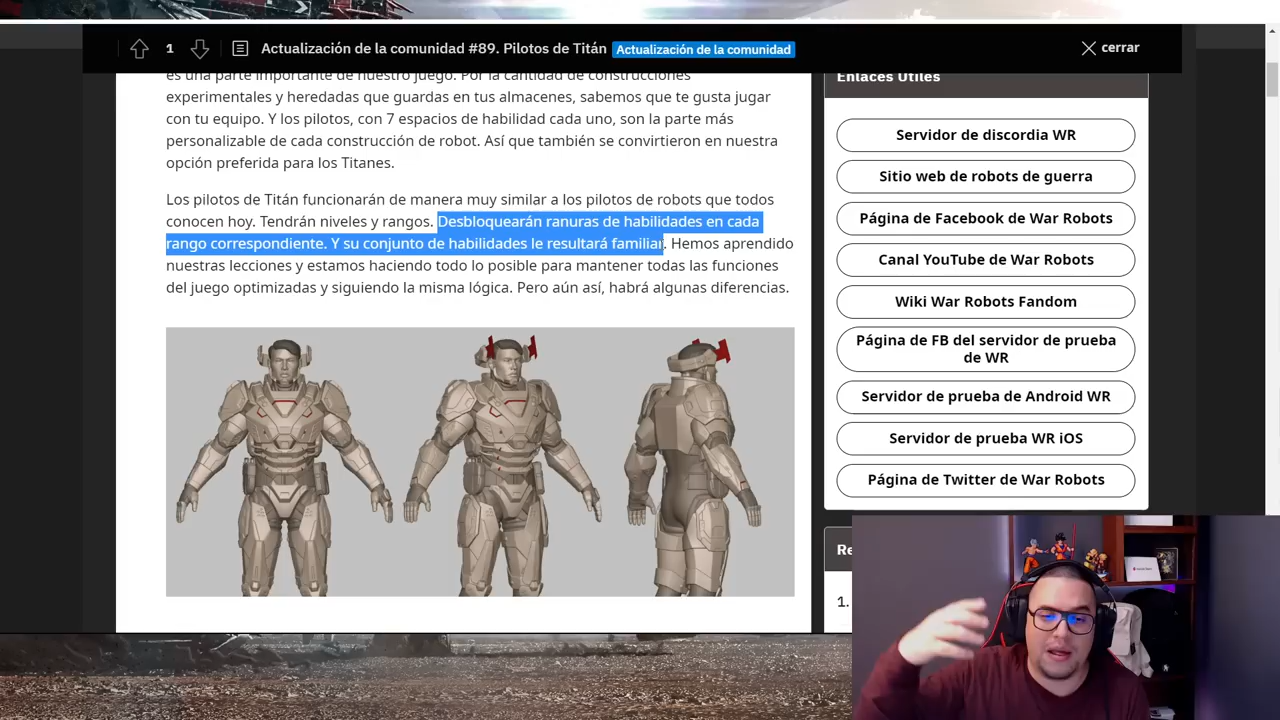 1 Actualización de la comunidad #89. Pilotos de Titán Actualización de la comunidad cerrar
es una parte importante de nuestro juego. Por la cantidad de construcciones
experimentales y heredadas que guardas en tus almacenes, sabemos que te gusta jugar
con tu equipo. Y los pilotos, con 7 espacios de habilidad cada uno, son la parte más
personalizable de cada construcción de robot. Así que también se convirtieron en nuestra
opción preferida para los Titanes.
Los pilotos de Titán funcionarán de manera muy similar a los pilotos de robots que todos
conocen hoy. Tendrán niveles y rangos. Desbloquearán ranuras de habilidades en cada
rango correspondiente. Y su conjunto de habilidades le resultará familiar. Hemos aprendido
nuestras lecciones y estamos haciendo todo lo posible para mantener todas las funciones
del juego optimizadas y siguiendo la misma lógica. Pero aún así, habrá algunas diferencias.
Enlaces Útiles
Servidor de discordia WR
Sitio web de robots de guerra
Página de Facebook de War Robots
Canal YouTube de War Robots
Wiki War Robots Fandom
Página de FB del servidor de prueba
de WR
Servidor de prueba de Android WR
Servidor de prueba WR iOS
Página de Twitter de War Robots
Re
1.